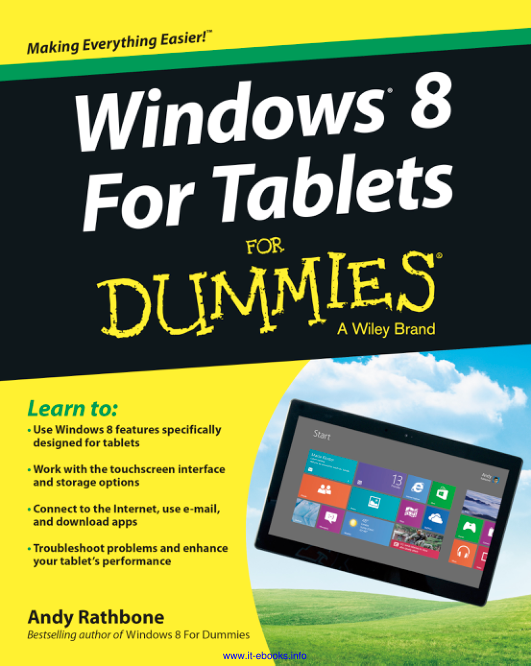 Making Everything Easier!™
Windows® 8
For Tablets
FOR
DUMMIES®
A Wiley Brand
Learn to:
• Use Windows 8 features specifically
designed for tablets
• Work with the touchscreen interface
and storage options
• Connect to the Internet, use e-mail,
and download apps
• Troubleshoot problems and enhance
your tablet's performance
Start
Andy
13
Andy Rathbone
Bestselling author of Windows 8 For Dummies
www.it-ebooks.info